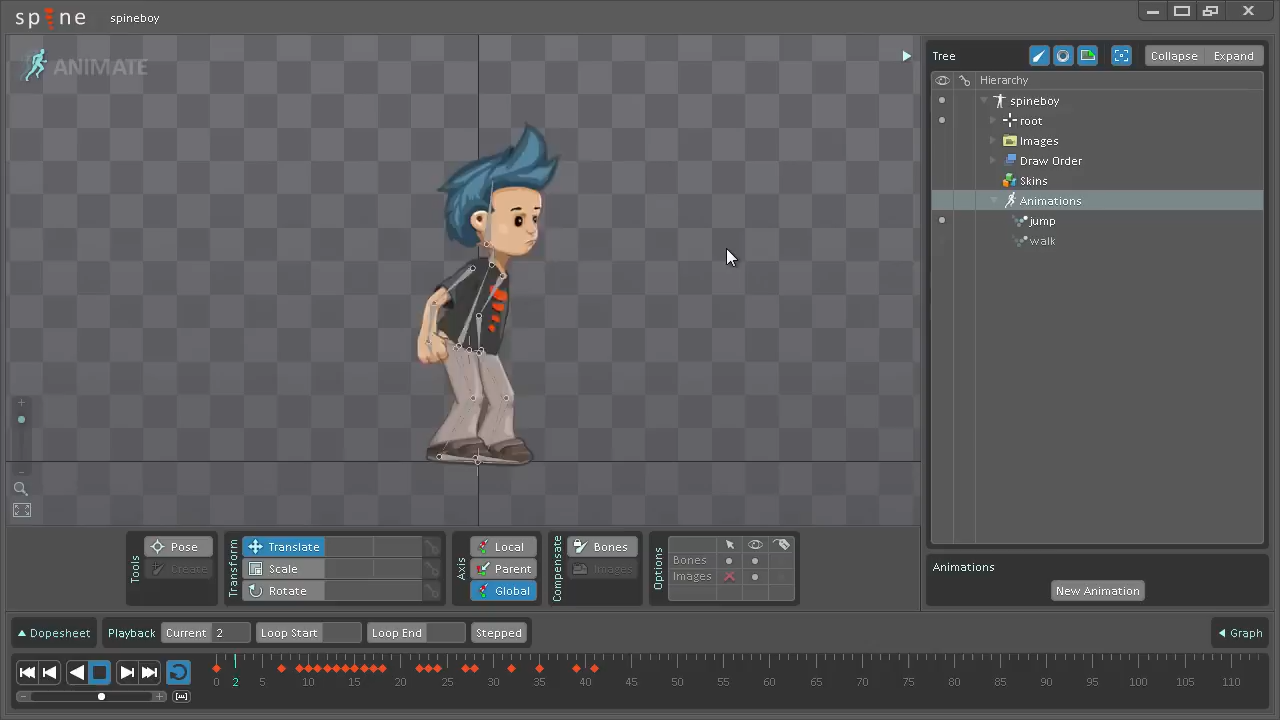 spine spineboy
ANIMATE
Tree Collapse Expand
Hierarchy
spineboy
root
Images
Draw Order
Skins
Animations
jump
walk
Tools Pose Create
Transform Translate Scale Rotate
Axis Local Parent Global
Compensate Bones Images
Options Bones Images
Animations
New Animation
Dopesheet Playback Current 2 Loop Start Loop End Stepped Graph
0 2 5 10 15 20 25 30 35 40 45 50 55 60 65 70 75 80 85 90 95 100 105 110